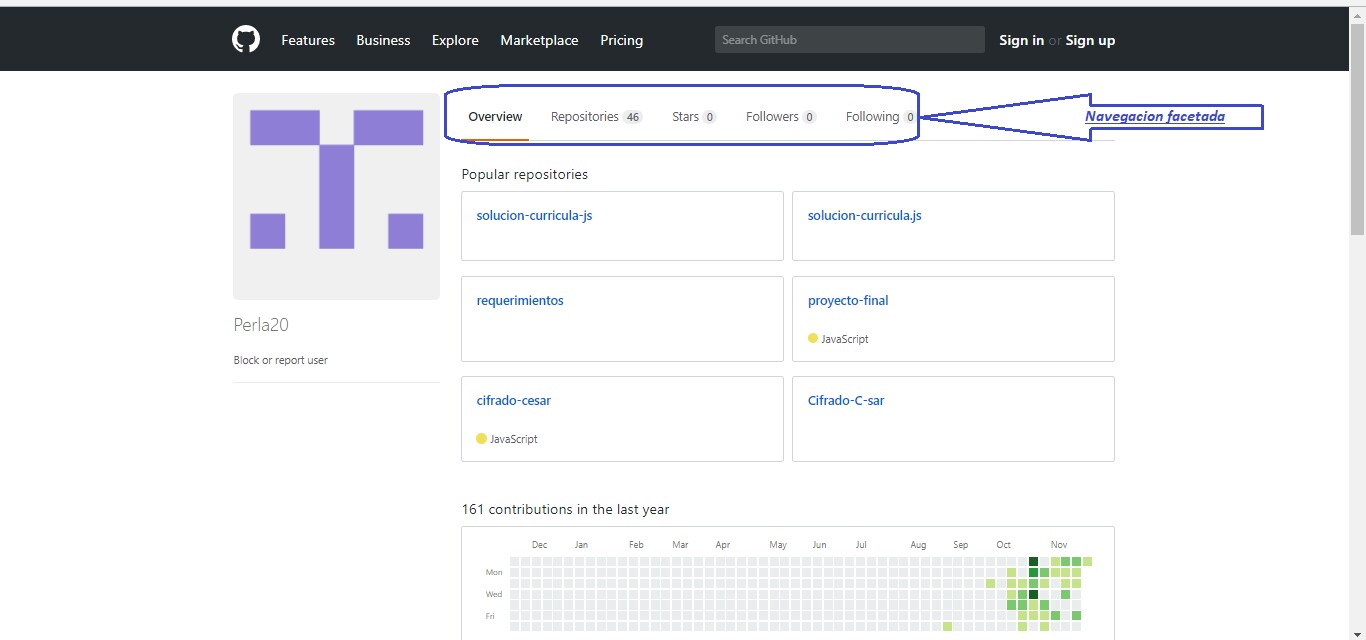 Features Business Explore Marketplace Pricing Search GitHub Sign in or Sign up
Overview Repositories 46 Stars 0 Followers 0 Following 0
Navegacion facetada
Popular repositories
solucion-curricula-js
solucion-curricula.js
requerimientos
proyecto-final
JavaScript
Perla20
Block or report user
cifrado-cesar
JavaScript
Cifrado-C-sar
161 contributions in the last year
Dec Jan Feb Mar Apr May Jun Jul Aug Sep Oct Nov
Mon
Wed
Fri